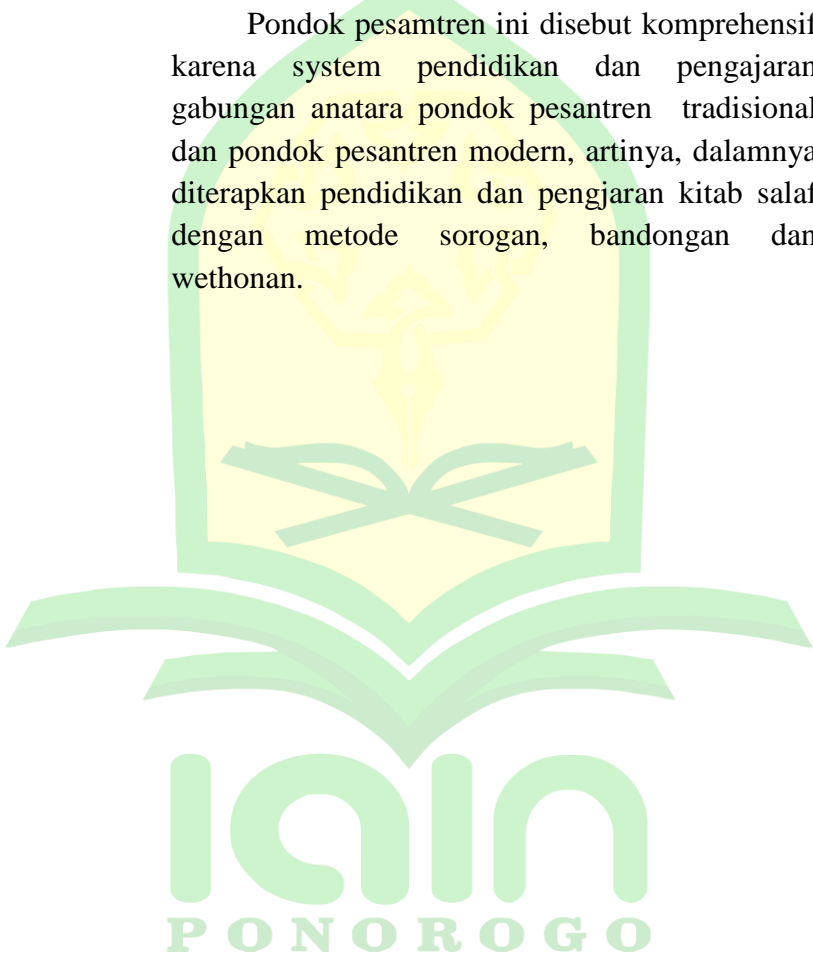 Pondok pesamtren ini disebut komprehensif
karena system pendidikan dan pengajaran
gabungan anatara pondok pesantren tradisional
dan pondok pesantren modern, artinya, dalamnya
diterapkan pendidikan dan pengjaran kitab salaf
dengan metode sorogan, bandongan dan
wethonan.
IAIN
PONOROGO